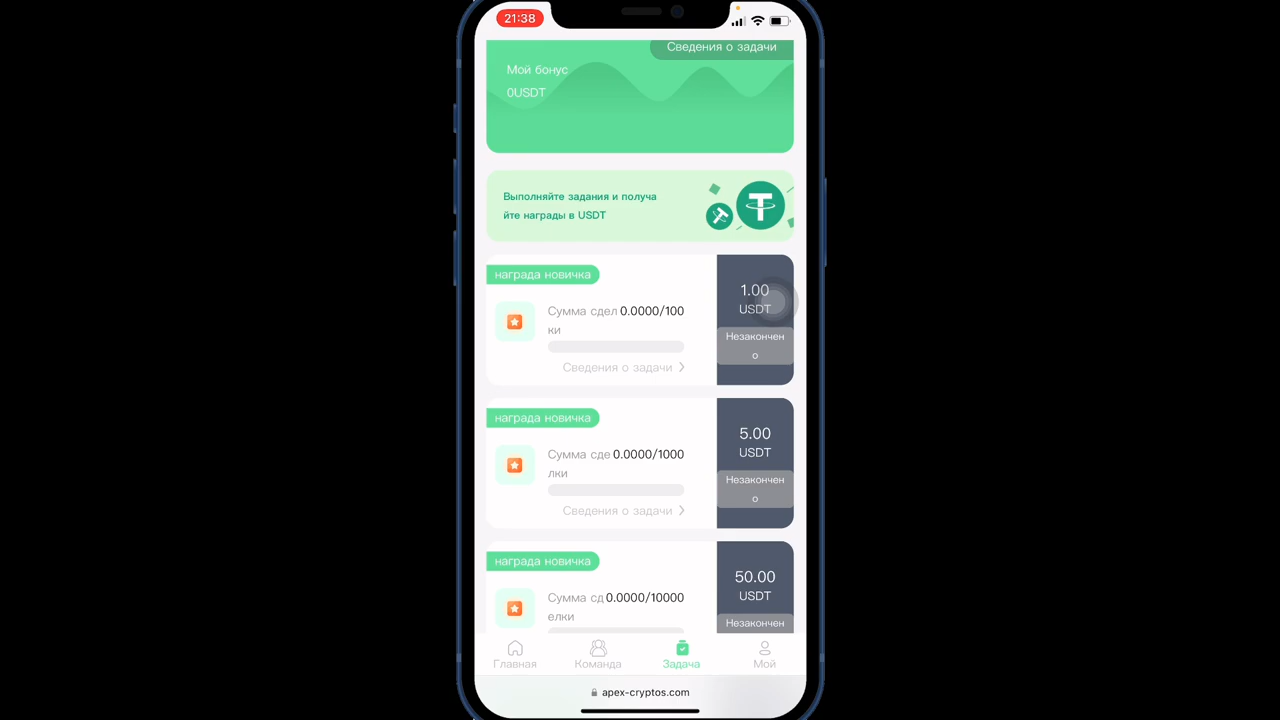 21:38
Сведения о задачи
Мой бонус
0USDT
Выполняйте задания и получа
йте награды в USDT
награда новичка
1.00
USDT
Сумма сдел 0.0000/100
ки
Незакончен
о
Сведения о задачи
награда новичка
5.00
USDT
Сумма сде 0.0000/1000
лки
Незакончен
о
Сведения о задачи
награда новичка
50.00
USDT
Сумма сд 0.0000/10000
елки
Незакончен
Главная
Команда
Задача
Мой
apex-cryptos.com